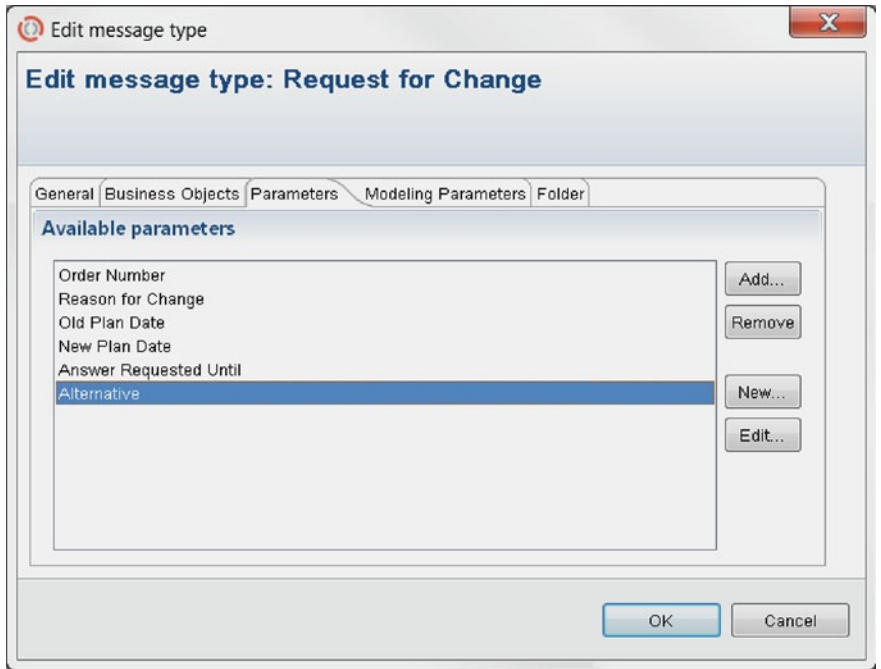 Edit message type
Edit message type: Request for Change
General Business Objects Parameters Modeling Parameters Folder
Available parameters
Order Number
Reason for Change
Old Plan Date
New Plan Date
Answer Requested Until
Alternative
Add...
Remove
New...
Edit...
OK Cancel